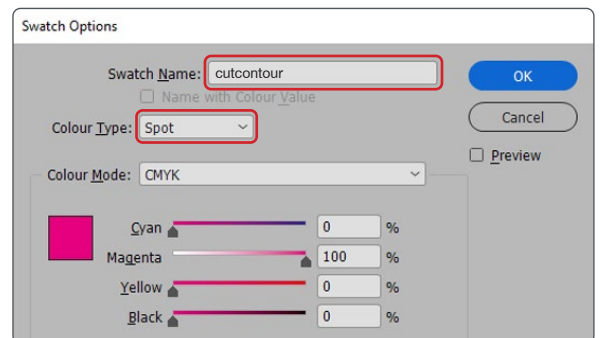 Swatch Options
Swatch Name: cutcontour
Name with Colour Value
Colour Type: Spot
Colour Mode: CMYK
Cyan 0 %
Magenta 100 %
Yellow 0 %
Black 0 %
OK
Cancel
Preview